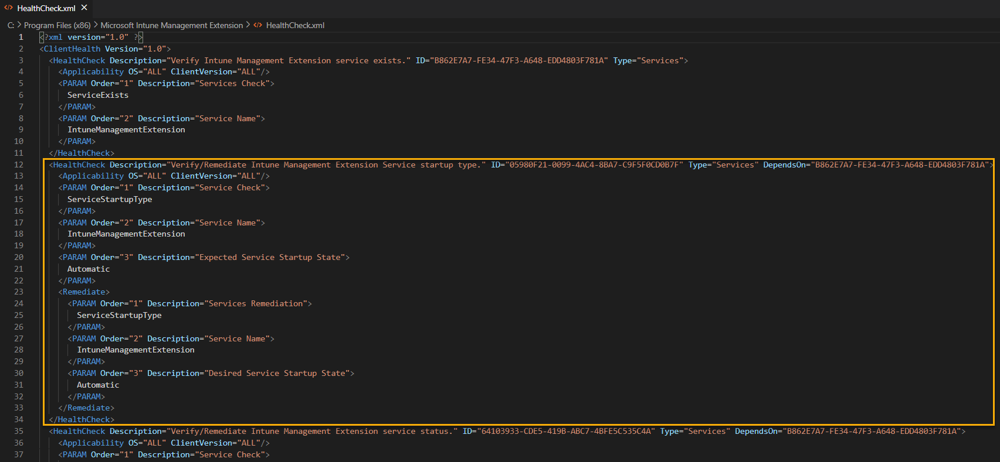 HealthCheck.xml
C: > Program Files (x86) > Microsoft Intune Management Extension > HealthCheck.xml
1 <?xml version="1.0" ?>
2 <ClientHealth Version="1.0">
3 <HealthCheck Description="Verify Intune Management Extension service exists." ID="B862E7A7-FE34-47F3-A648-EDD4803F781A" Type="Services">
4 <Applicability OS="ALL" ClientVersion="ALL"/>
5 <PARAM Order="1" Description="Services Check">
6 ServiceExists
7 </PARAM>
8 <PARAM Order="2" Description="Service Name">
9 IntuneManagementExtension
10 </PARAM>
11 </HealthCheck>
12 <HealthCheck Description="Verify/Remediate Intune Management Extension Service startup type." ID="05980F21-0099-4AC4-8BA7-C9F5F0CD0B7F" Type="Services" DependsOn="B862E7A7-FE34-47F3-A648-EDD4803F781A">
13 <Applicability OS="ALL" ClientVersion="ALL"/>
14 <PARAM Order="1" Description="Service Check">
15 ServiceStartupType
16 </PARAM>
17 <PARAM Order="2" Description="Service Name">
18 IntuneManagementExtension
19 </PARAM>
20 <PARAM Order="3" Description="Expected Service Startup State">
21 Automatic
22 </PARAM>
23 <Remediate>
24 <PARAM Order="1" Description="Services Remediation">
25 ServiceStartupType
26 </PARAM>
27 <PARAM Order="2" Description="Service Name">
28 IntuneManagementExtension
29 </PARAM>
30 <PARAM Order="3" Description="Desired Service Startup State">
31 Automatic
32 </PARAM>
33 </Remediate>
34 </HealthCheck>
35 <HealthCheck Description="Verify/Remediate Intune Management Extension service status." ID="64103933-CDE5-419B-ABC7-4BFE5C535C4A" Type="Services" DependsOn="B862E7A7-FE34-47F3-A648-EDD4803F781A">
36 <Applicability OS="ALL" ClientVersion="ALL"/>
37 <PARAM Order="1" Description="Service Check">